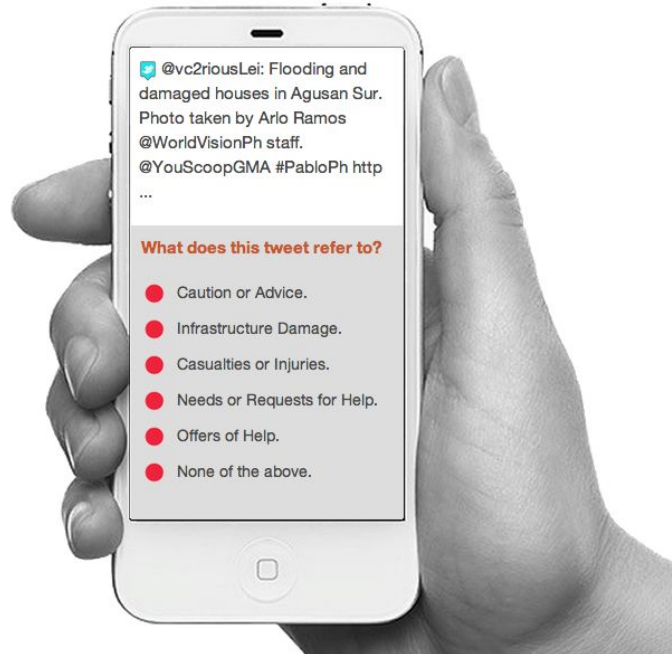 @vc2riousLei: Flooding and
damaged houses in Agusan Sur.
Photo taken by Arlo Ramos
@WorldVisionPh staff.
@YouScoopGMA #PabloPh http
...
What does this tweet refer to?
Caution or Advice.
Infrastructure Damage.
Casualties or Injuries.
Needs or Requests for Help.
Offers of Help.
None of the above.